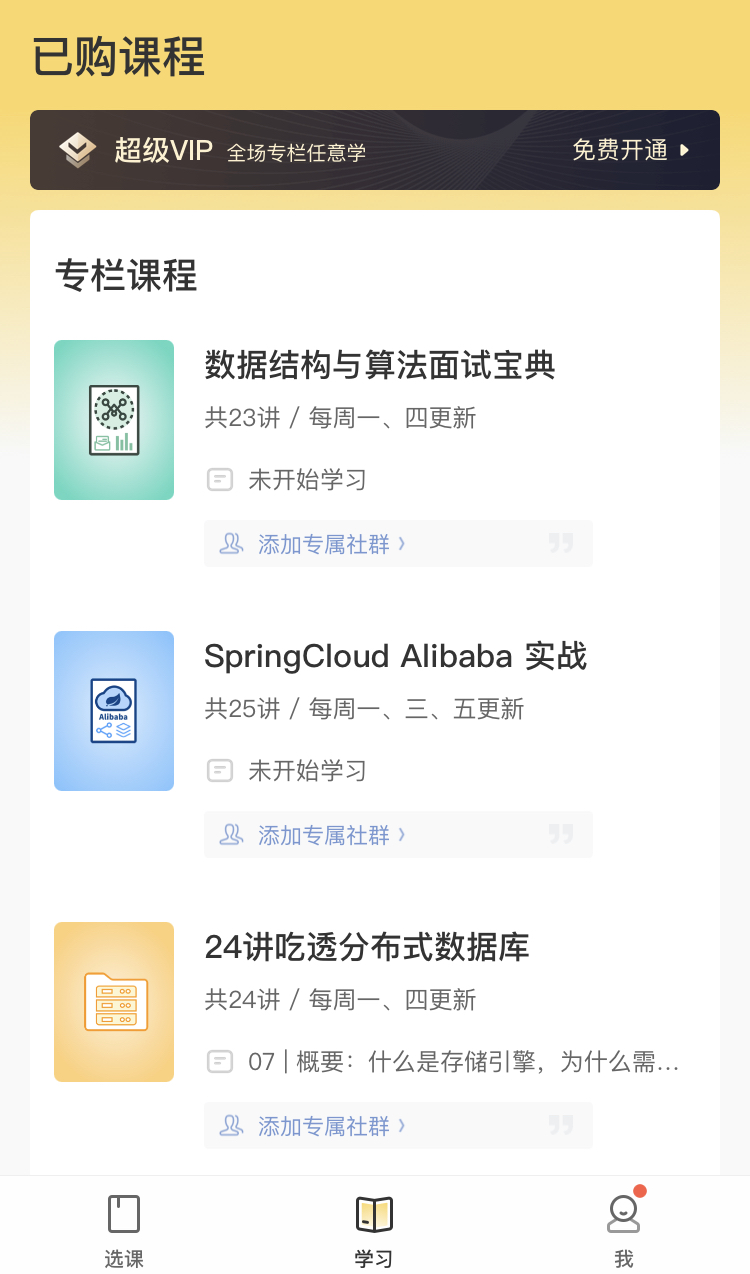 已购课程
超级VIP 全场专栏任意学 免费开通
专栏课程
数据结构与算法面试宝典
共23讲 / 每周一、四更新
未开始学习
添加专属社群
SpringCloud Alibaba 实战
共25讲 / 每周一、三、五更新
Alibaba
未开始学习
添加专属社群
24讲吃透分布式数据库
共24讲 / 每周一、四更新
07 | 概要：什么是存储引擎，为什么需...
添加专属社群
选课 学习 我